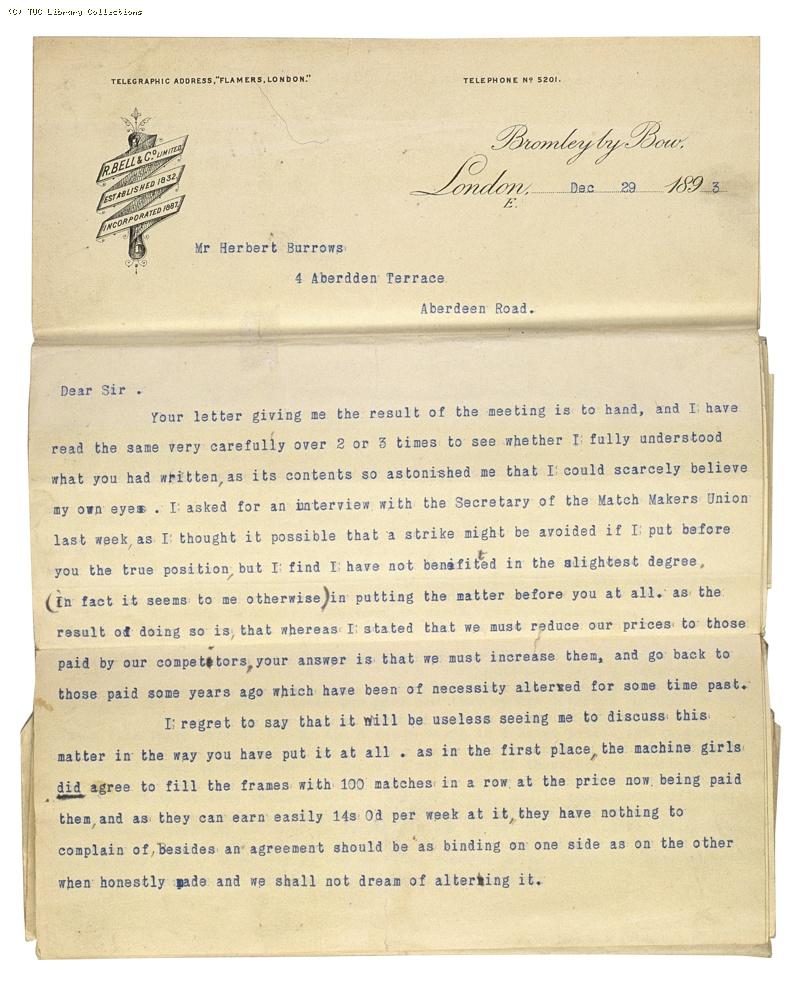 (C) TUC Library Collections
TELEGRAPHIC ADDRESS, "FLAMERS, LONDON."
TELEPHONE Nº 5201.
R. BELL & Cº LIMITED
ESTABLISHED 1832.
INCORPORATED 1887.
Bromley by Bow.
London, Dec 29 1893
E.
Mr Herbert Burrows
4 Aberdden Terrace
Aberdeen Road.
Dear Sir .
Your letter giving me the result of the meeting is to hand, and I have
read the same very carefully over 2 or 3 times to see whether I fully understood
what you had written, as its contents so astonished me that I could scarcely believe
my own eyes . I asked for an interview with the Secretary of the Match Makers Union
last week, as I thought it possible that a strike might be avoided if I put before
you the true position, but I find I have not benifited in the slightest degree,
(in fact it seems to me otherwise) in putting the matter before you at all. as the
result of doing so is, that whereas I stated that we must reduce our prices to those
paid by our competitors, your answer is that we must increase them, and go back to
those paid some years ago which have been of necessity altered for some time past.
I regret to say that it will be useless seeing me to discuss this
matter in the way you have put it at all . as in the first place, the machine girls
did agree to fill the frames with 100 matches in a row at the price now being paid
them, and as they can earn easily 14s 0d per week at it, they have nothing to
complain of, Besides an agreement should be as binding on one side as on the other
when honestly made and we shall not dream of altering it.